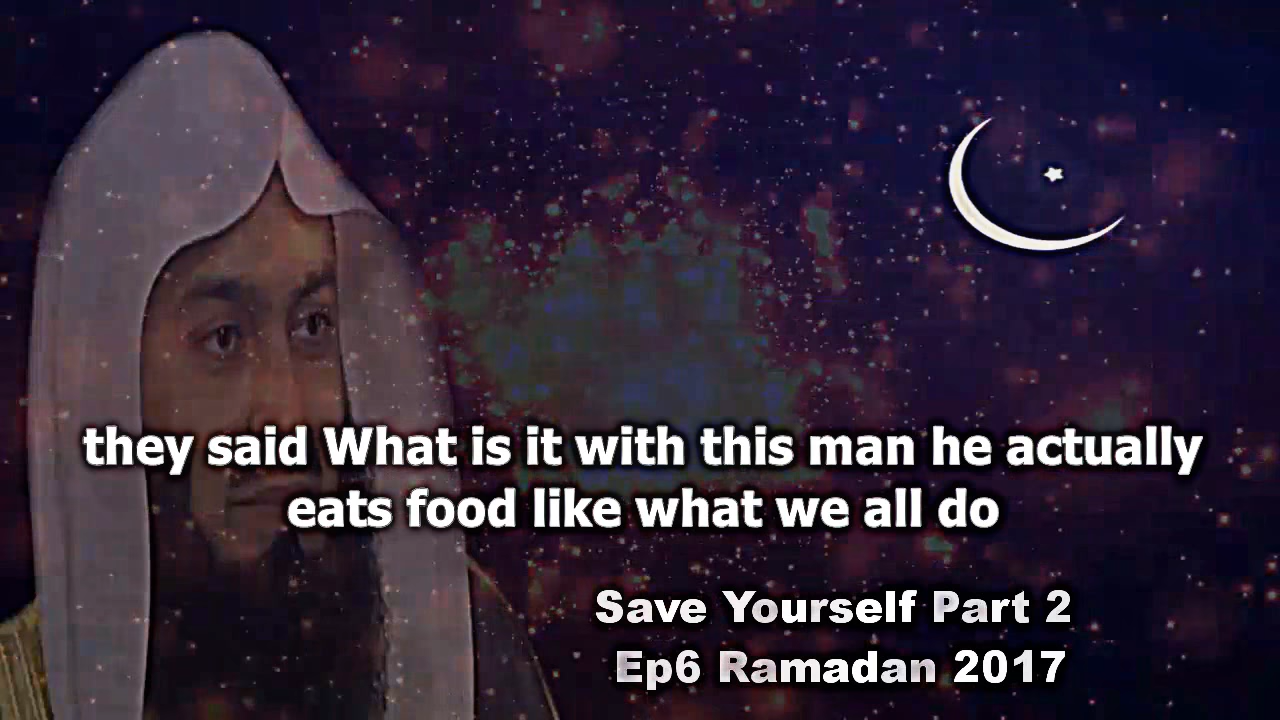 they said What is it with this man he actually
eats food like what we all do
Save Yourself Part 2
Ep6 Ramadan 2017